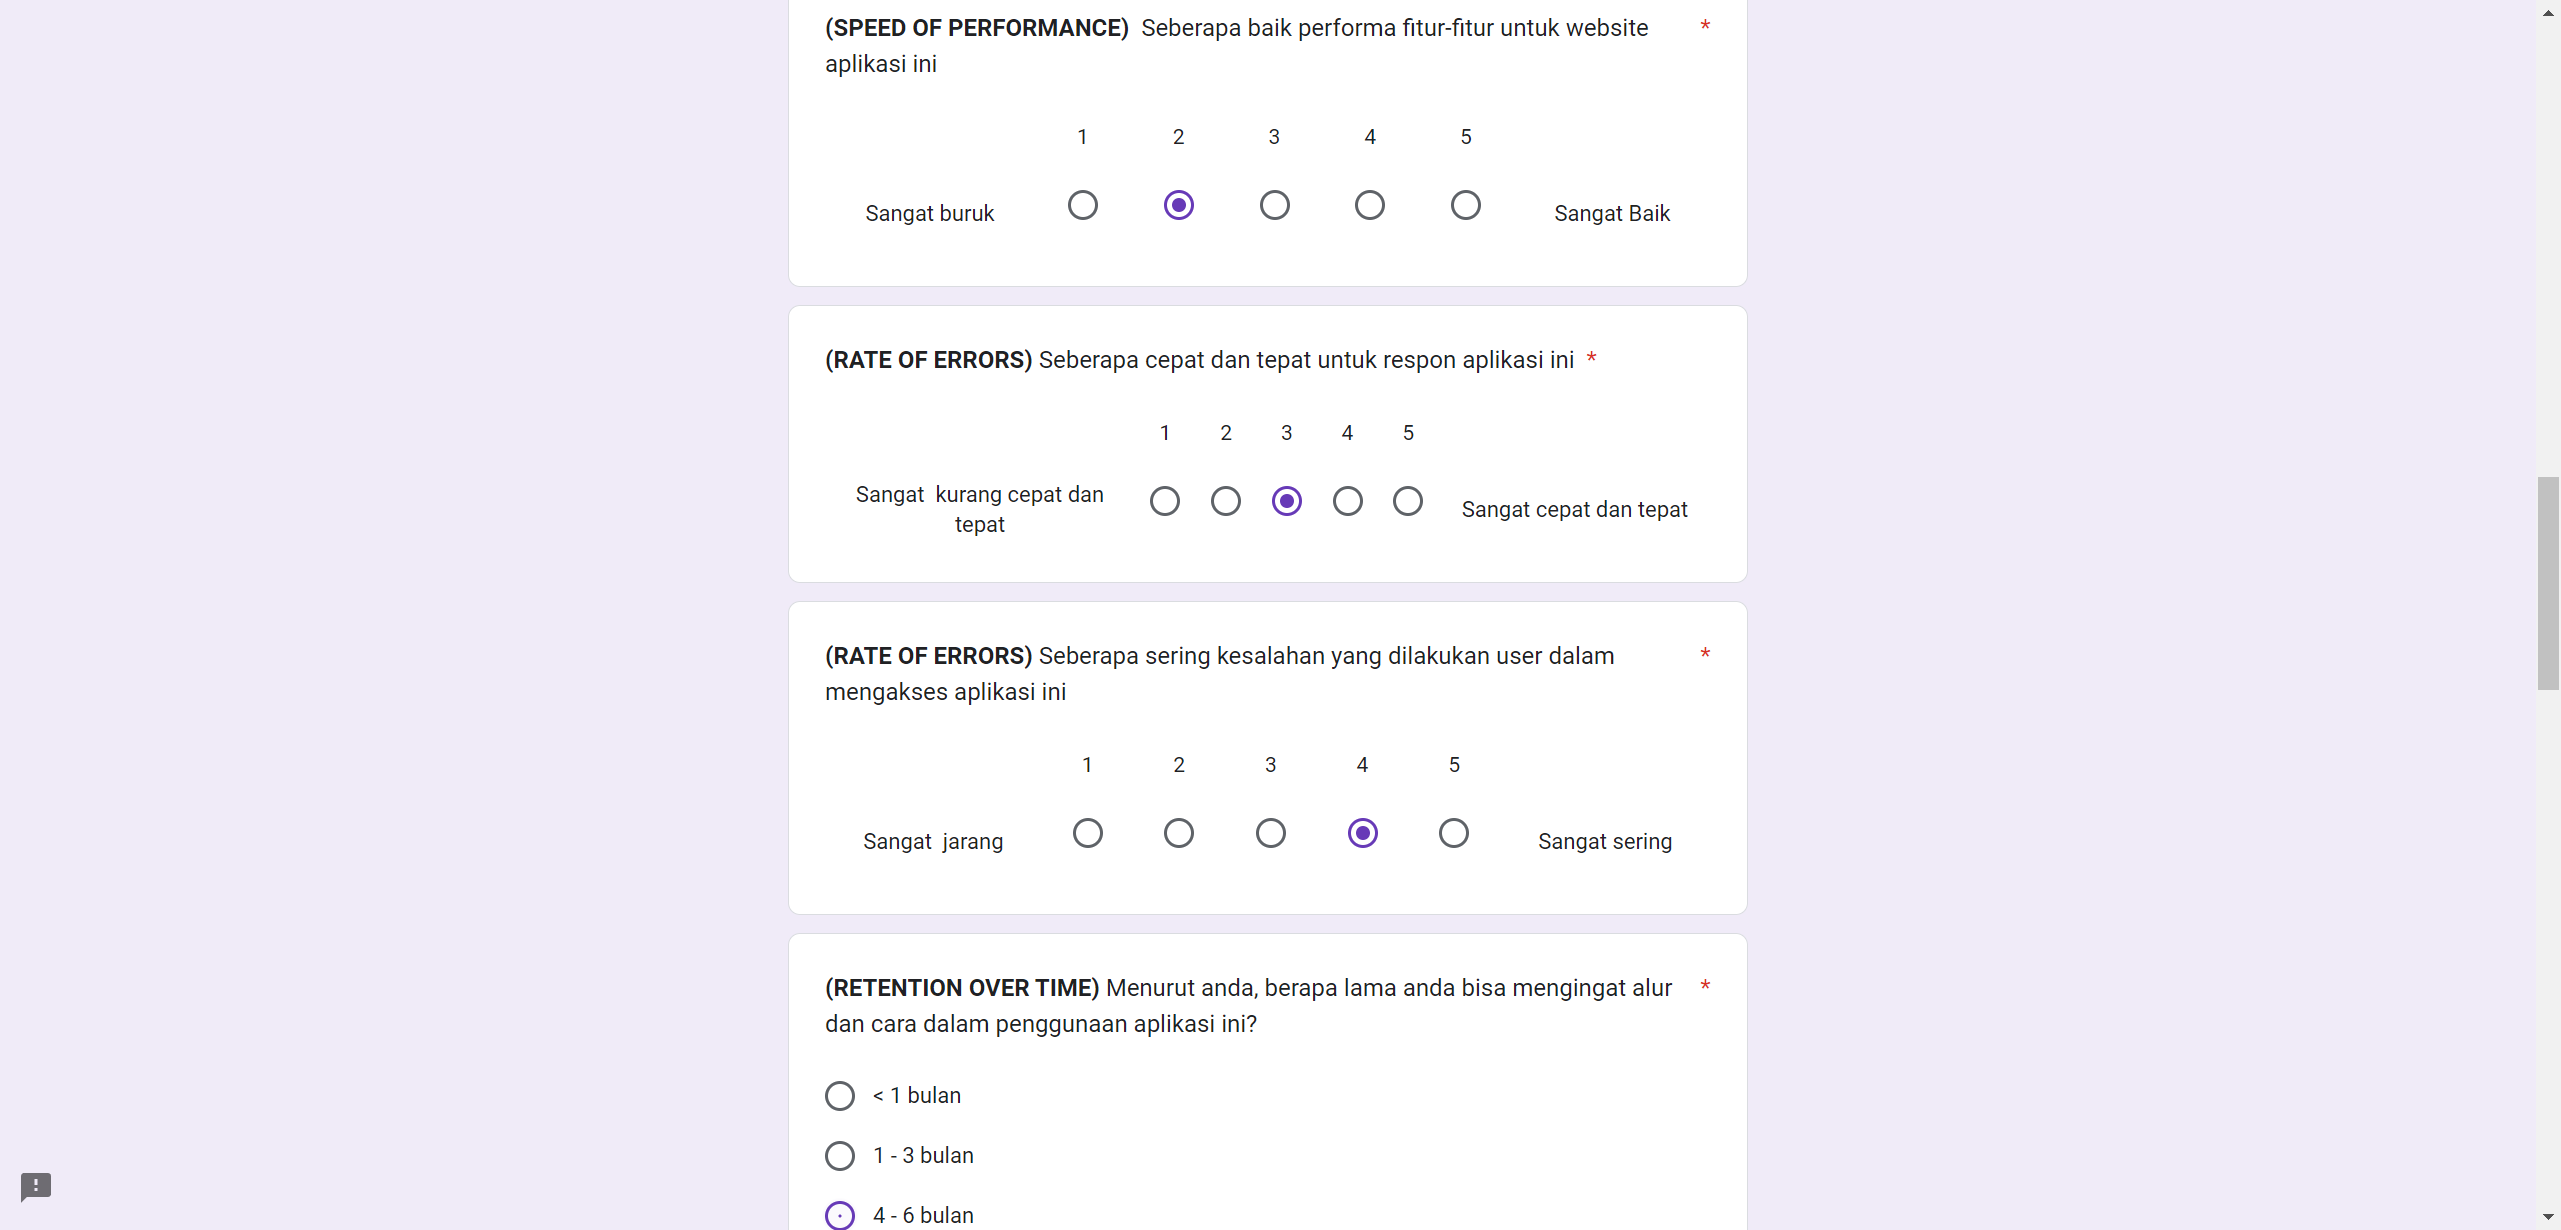 (SPEED OF PERFORMANCE)  Seberapa baik performa fitur-fitur untuk website *
aplikasi ini
1 2 3 4 5
Sangat buruk Sangat Baik
(RATE OF ERRORS) Seberapa cepat dan tepat untuk respon aplikasi ini *
1 2 3 4 5
Sangat  kurang cepat dan
tepat
Sangat cepat dan tepat
(RATE OF ERRORS) Seberapa sering kesalahan yang dilakukan user dalam *
mengakses aplikasi ini
1 2 3 4 5
Sangat  jarang Sangat sering
(RETENTION OVER TIME) Menurut anda, berapa lama anda bisa mengingat alur *
dan cara dalam penggunaan aplikasi ini?
< 1 bulan
1 - 3 bulan
4 - 6 bulan